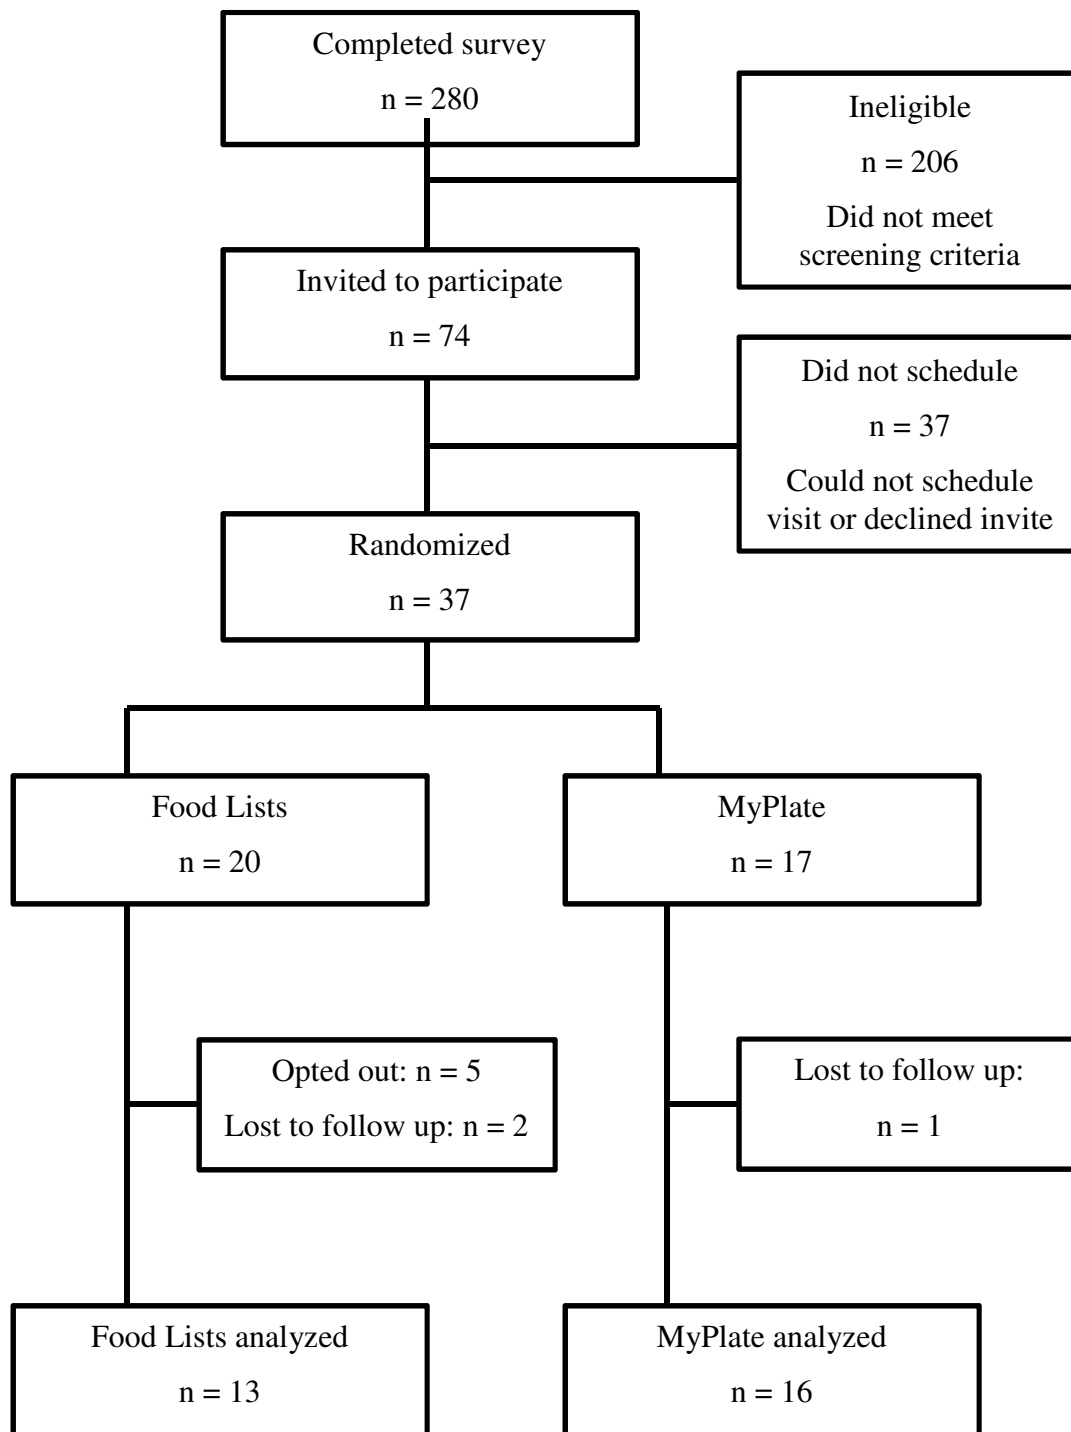 Completed survey
n = 280
Ineligible
n = 206
Did not meet
screening criteria
Invited to participate
n = 74
Did not schedule
n = 37
Could not schedule
visit or declined invite
Randomized
n = 37
Food Lists
n = 20
MyPlate
n = 17
Opted out: n = 5
Lost to follow up: n = 2
Lost to follow up:
n = 1
Food Lists analyzed
n = 13
MyPlate analyzed
n = 16